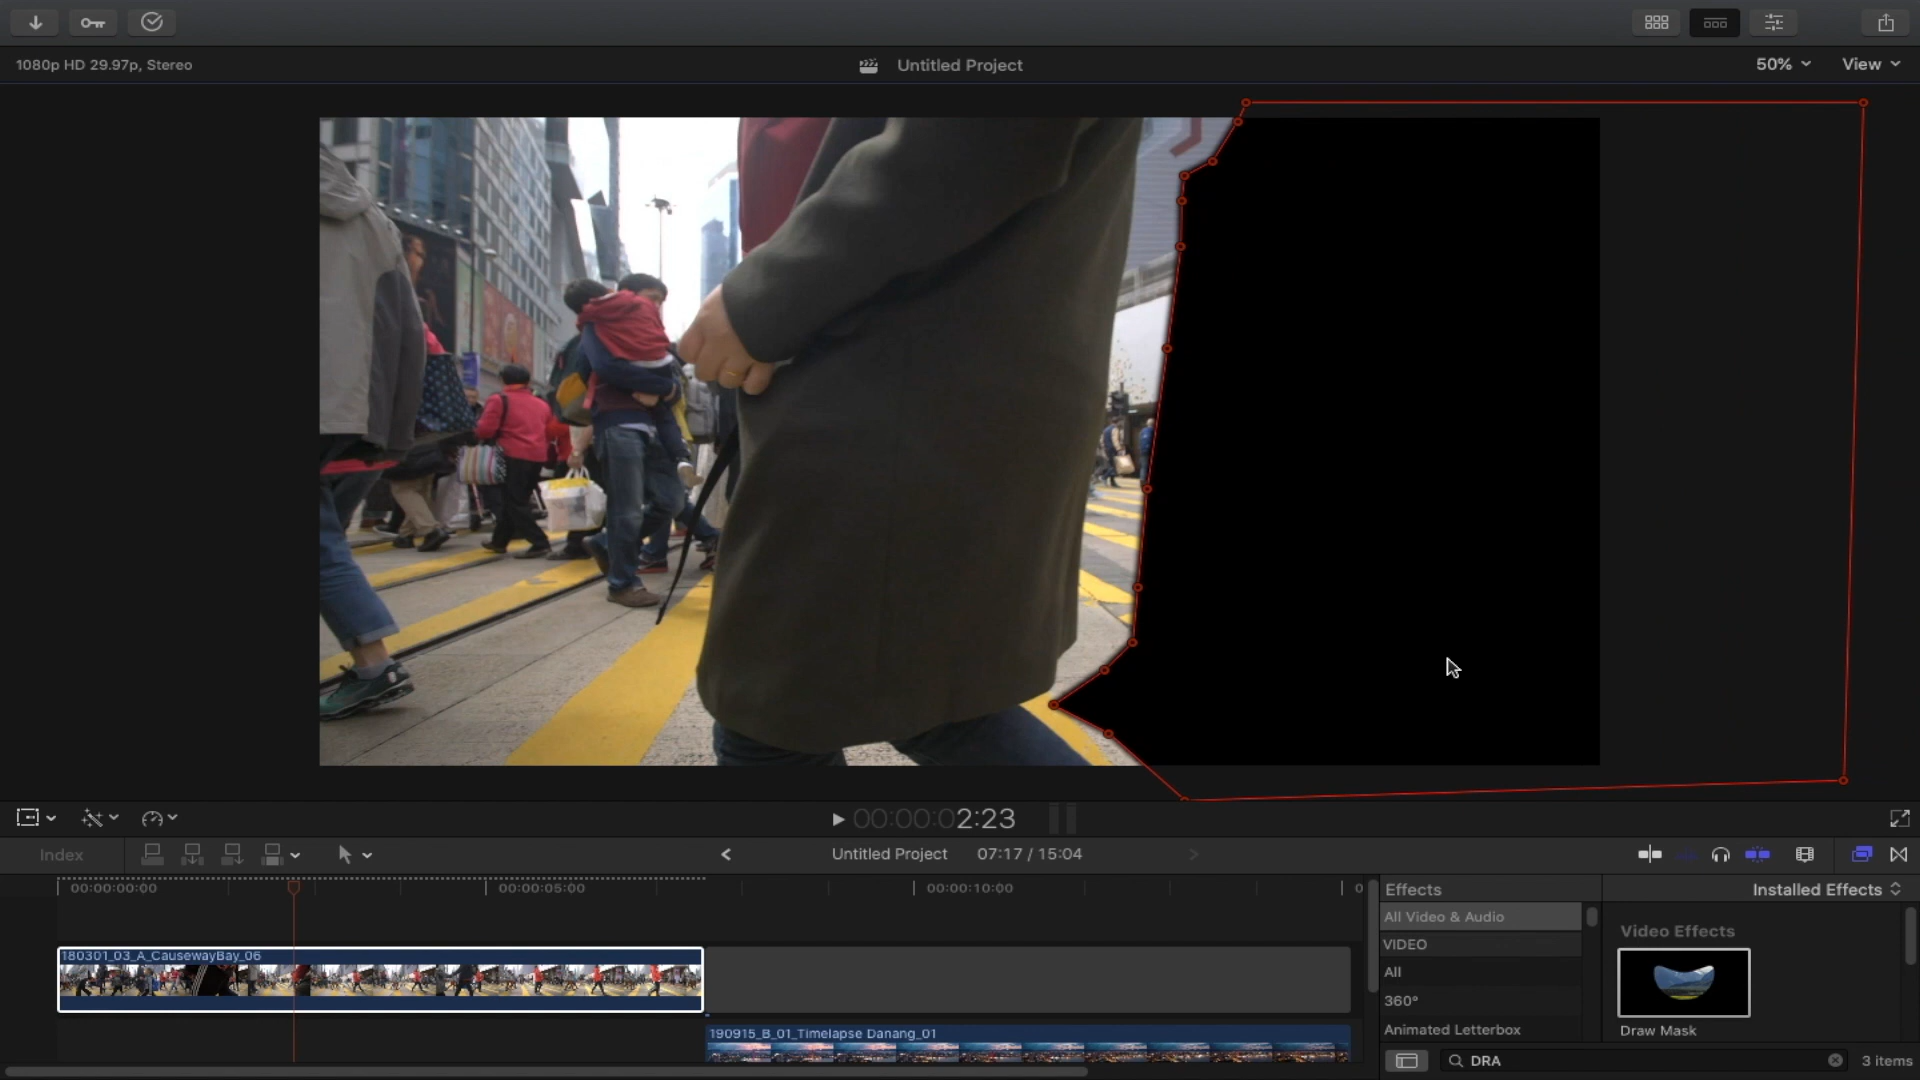 1080p HD 29.97p, Stereo
Untitled Project
50%
View
00:00:02:23
Index
Untitled Project
07:17 / 15:04
00:00:00:00
00:00:05:00
00:00:10:00
0
Effects
Installed Effects
All Video & Audio
VIDEO
All
360°
Animated Letterbox
Video Effects
Draw Mask
180301_03_A_CausewayBay_06
190915_B_01_Timelapse Danang_01
DRA
3 items